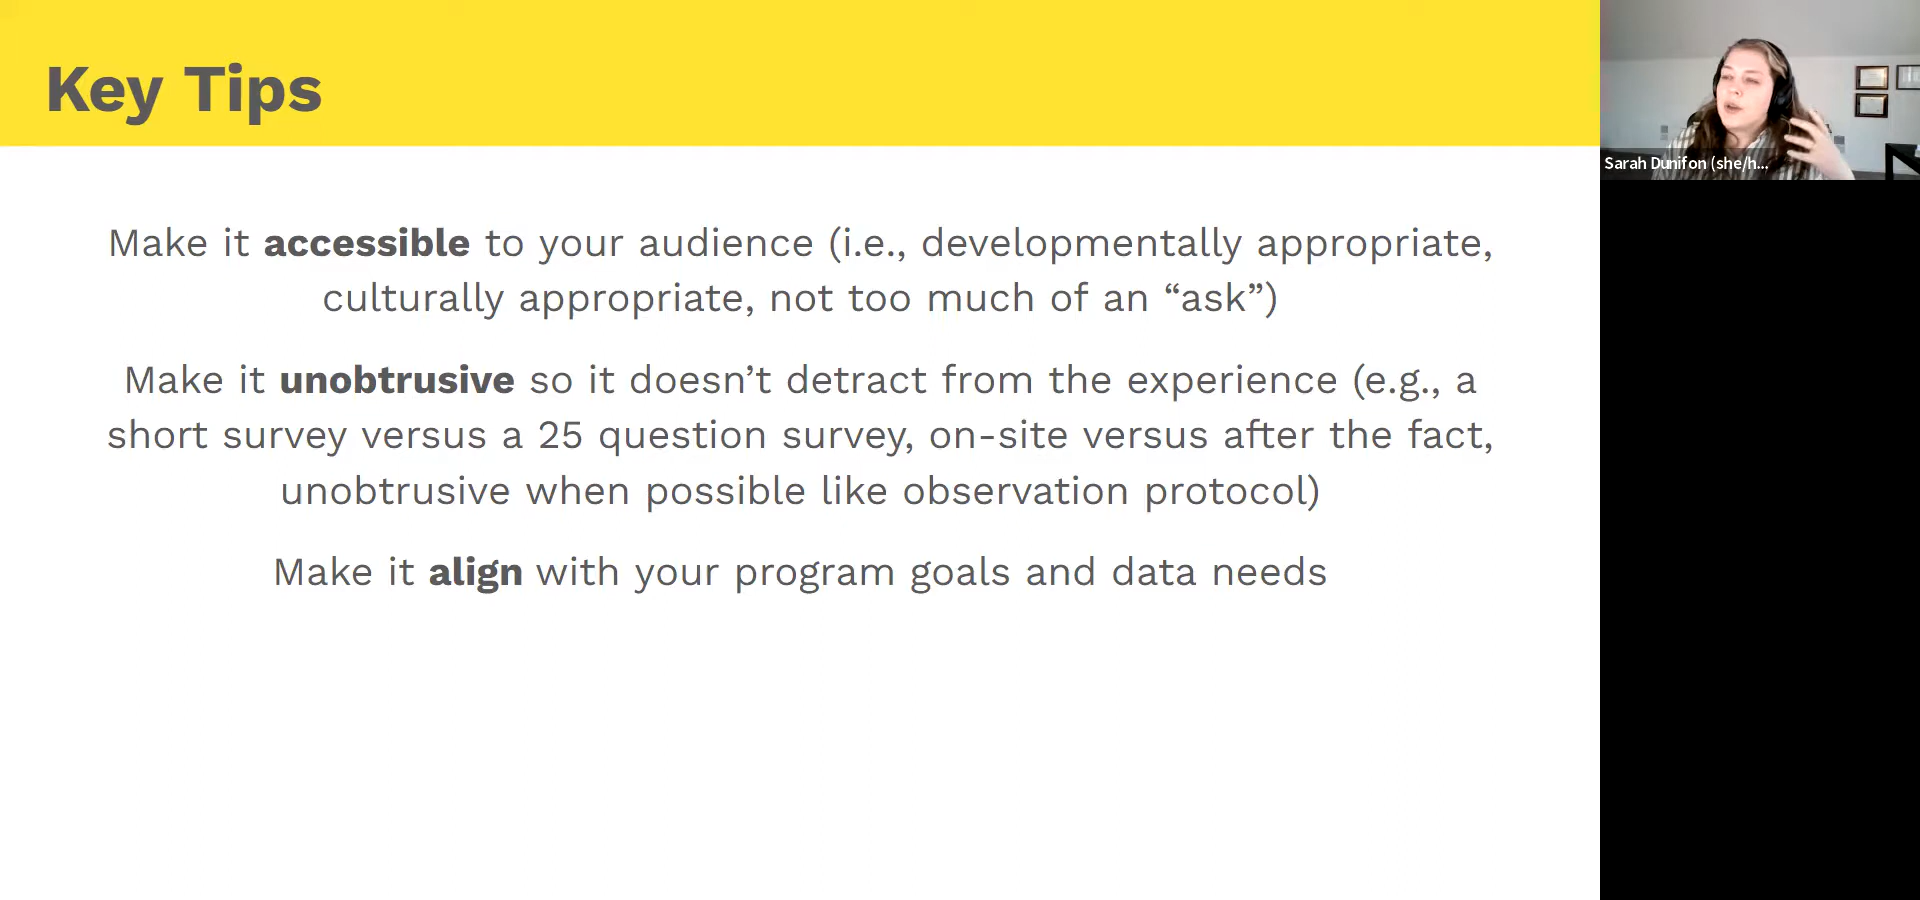 Key Tips
Make it accessible to your audience (i.e., developmentally appropriate,
culturally appropriate, not too much of an “ask”)
Make it unobtrusive so it doesn’t detract from the experience (e.g., a
short survey versus a 25 question survey, on-site versus after the fact,
unobtrusive when possible like observation protocol)
Make it align with your program goals and data needs
Sarah Dunifon (she/h...